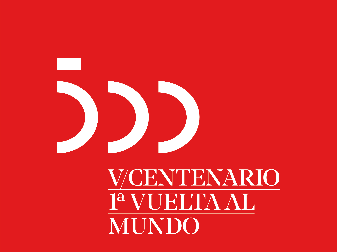 500
V/CENTENARIO
1ª VUELTA AL
MUNDO